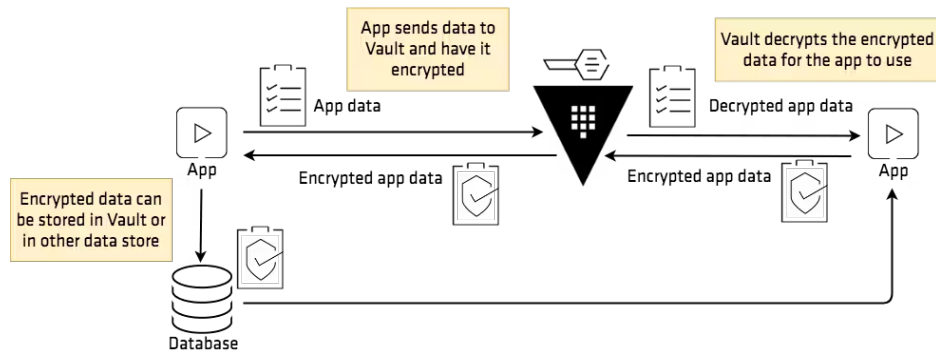 App sends data to
Vault and have it
encrypted
Vault decrypts the encrypted
data for the app to use
App data
Decrypted app data
App
Encrypted app data
Encrypted app data
App
Encrypted data can
be stored in Vault or
in other data store
Database